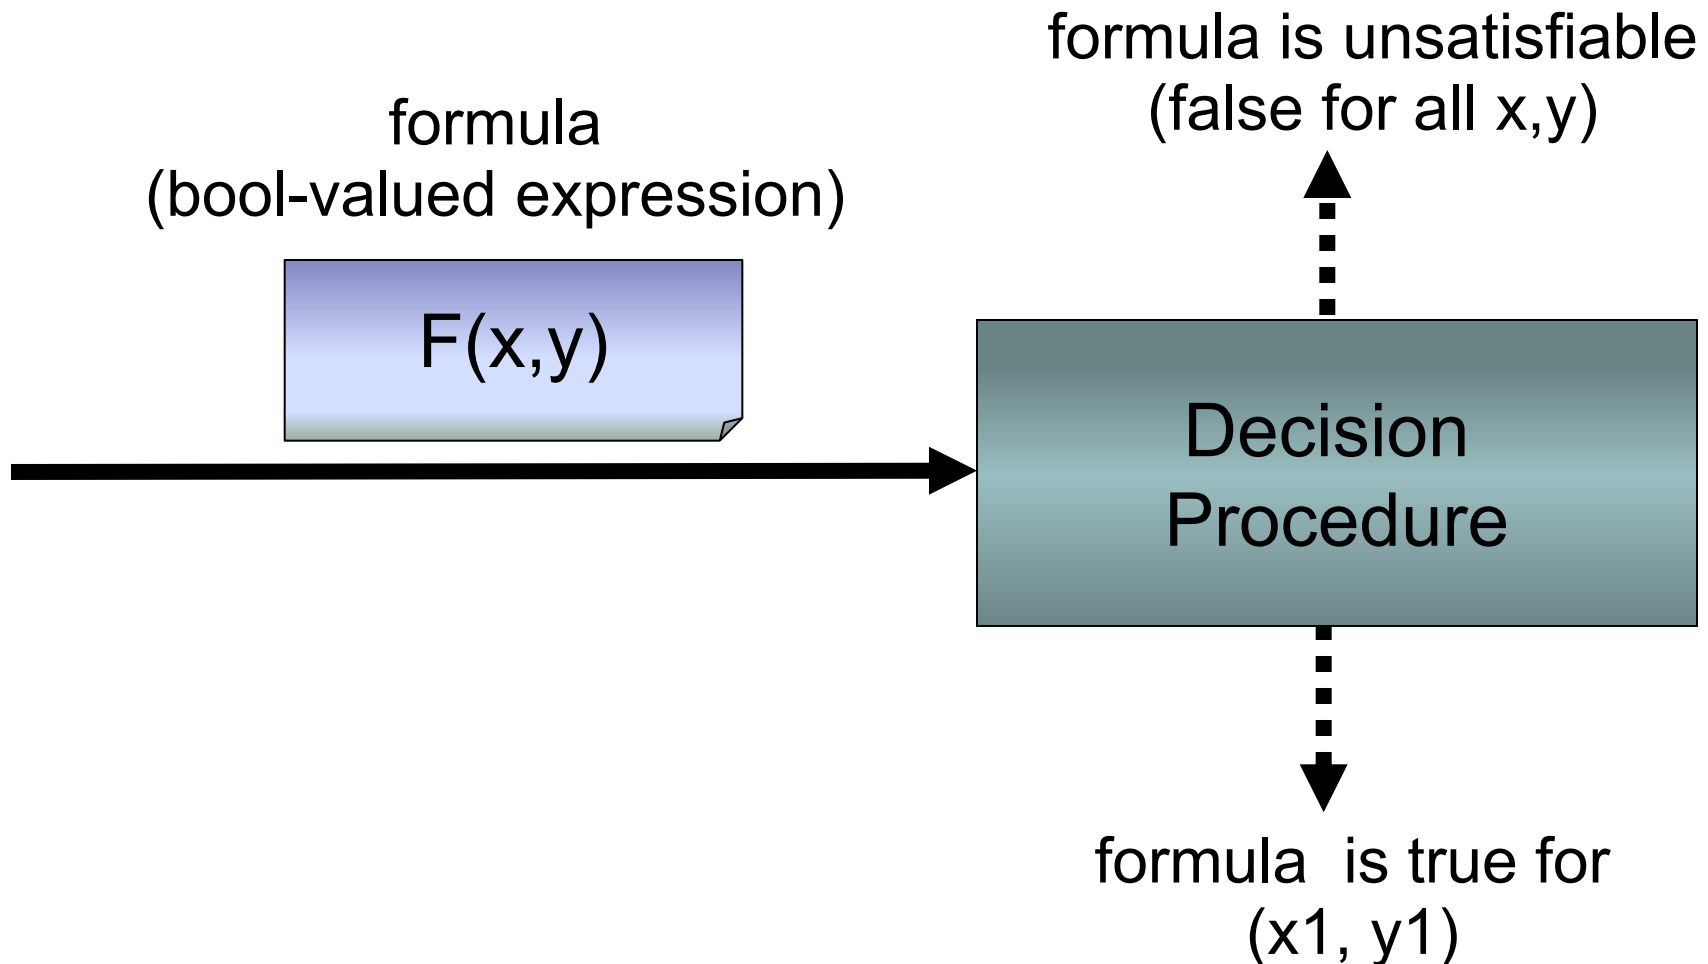 formula is unsatisfiable
(false for all x,y)
formula
(bool-valued expression)
F(x,y)
Decision
Procedure
formula  is true for
(x1, y1)